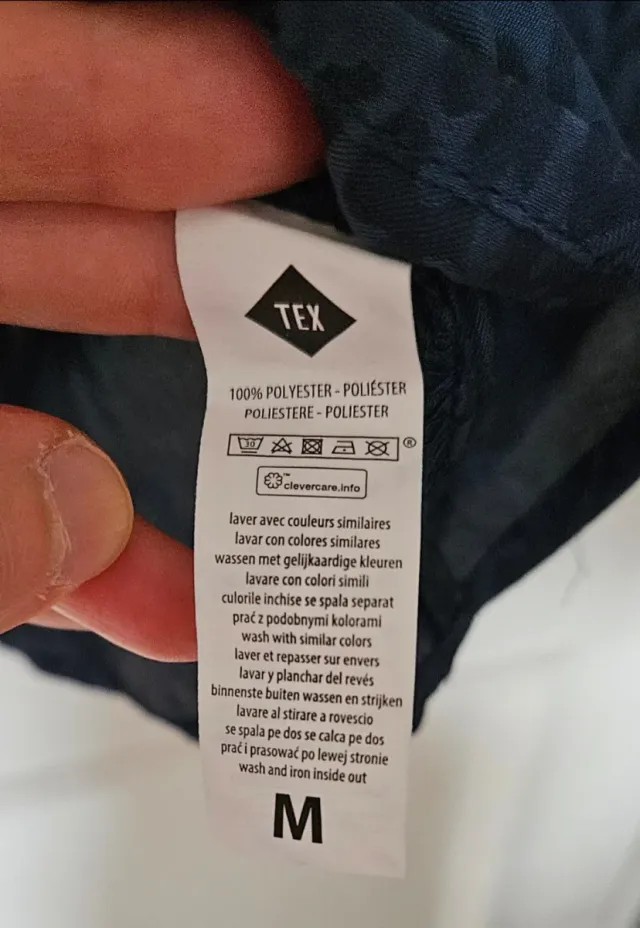 TEX
100% POLYESTER - POLIÉSTER
POLIESTERE - POLIESTER
30
®
™
clevercare.info
laver avec couleurs similaires
lavar con colores similares
wassen met gelijkaardige kleuren
lavare con colori simili
culorile inchise se spala separat
prać z podobnymi kolorami
wash with similar colors
laver et repasser sur envers
lavar y planchar del revés
binnenste buiten wassen en strijken
lavare al stirare a rovescio
se spala pe dos se calca pe dos
prać i prasować po lewej stronie
wash and iron inside out
M